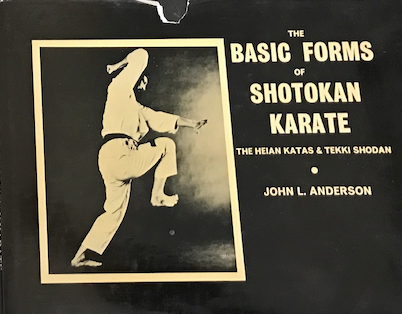 THE
BASIC FORMS
OF
SHOTOKAN
KARATE
THE HEIAN KATAS & TEKKI SHODAN
JOHN L. ANDERSON